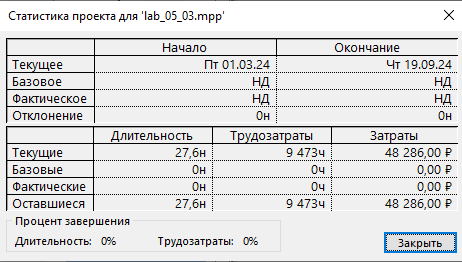 Статистика проекта для 'lab_05_03.mpp'
Начало Окончание
Текущее Пт 01.03.24 Чт 19.09.24
Базовое НД НД
Фактическое НД НД
Отклонение 0н 0н
Длительность Трудозатраты Затраты
Текущие 27,6н 9 473ч 48 286,00 ₽
Базовые 0н 0ч 0,00 ₽
Фактические 0н 0ч 0,00 ₽
Оставшиеся 27,6н 9 473ч 48 286,00 ₽
Процент завершения
Длительность: 0% Трудозатраты: 0%
Закрыть